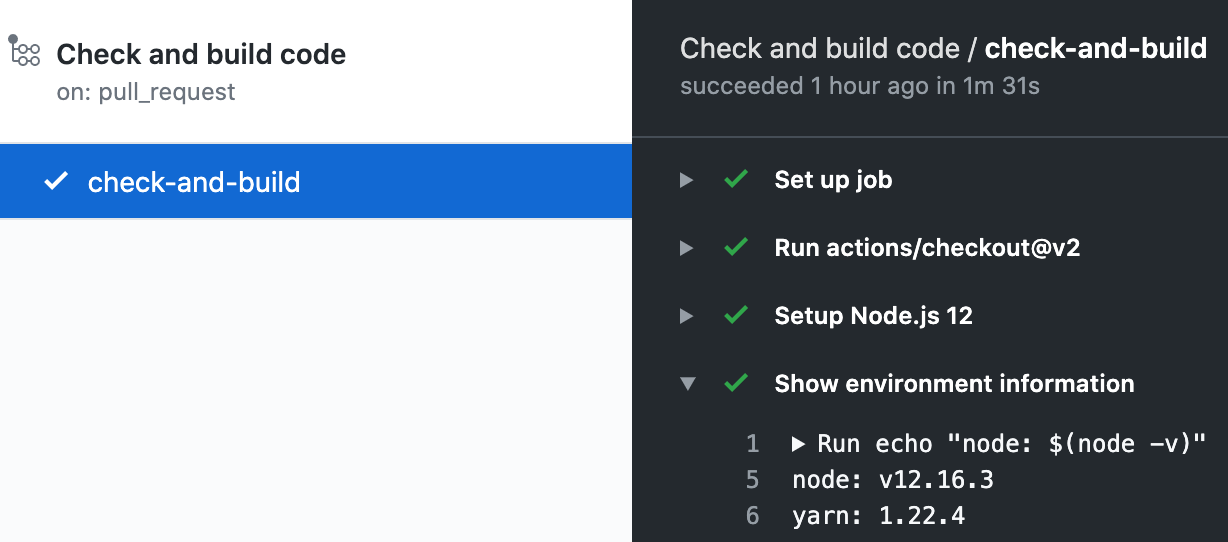 Check and build code
on: pull_request
check-and-build
Check and build code / check-and-build
succeeded 1 hour ago in 1m 31s
Set up job
Run actions/checkout@v2
Setup Node.js 12
Show environment information
1 Run echo "node: $(node -v)"
5 node: v12.16.3
6 yarn: 1.22.4